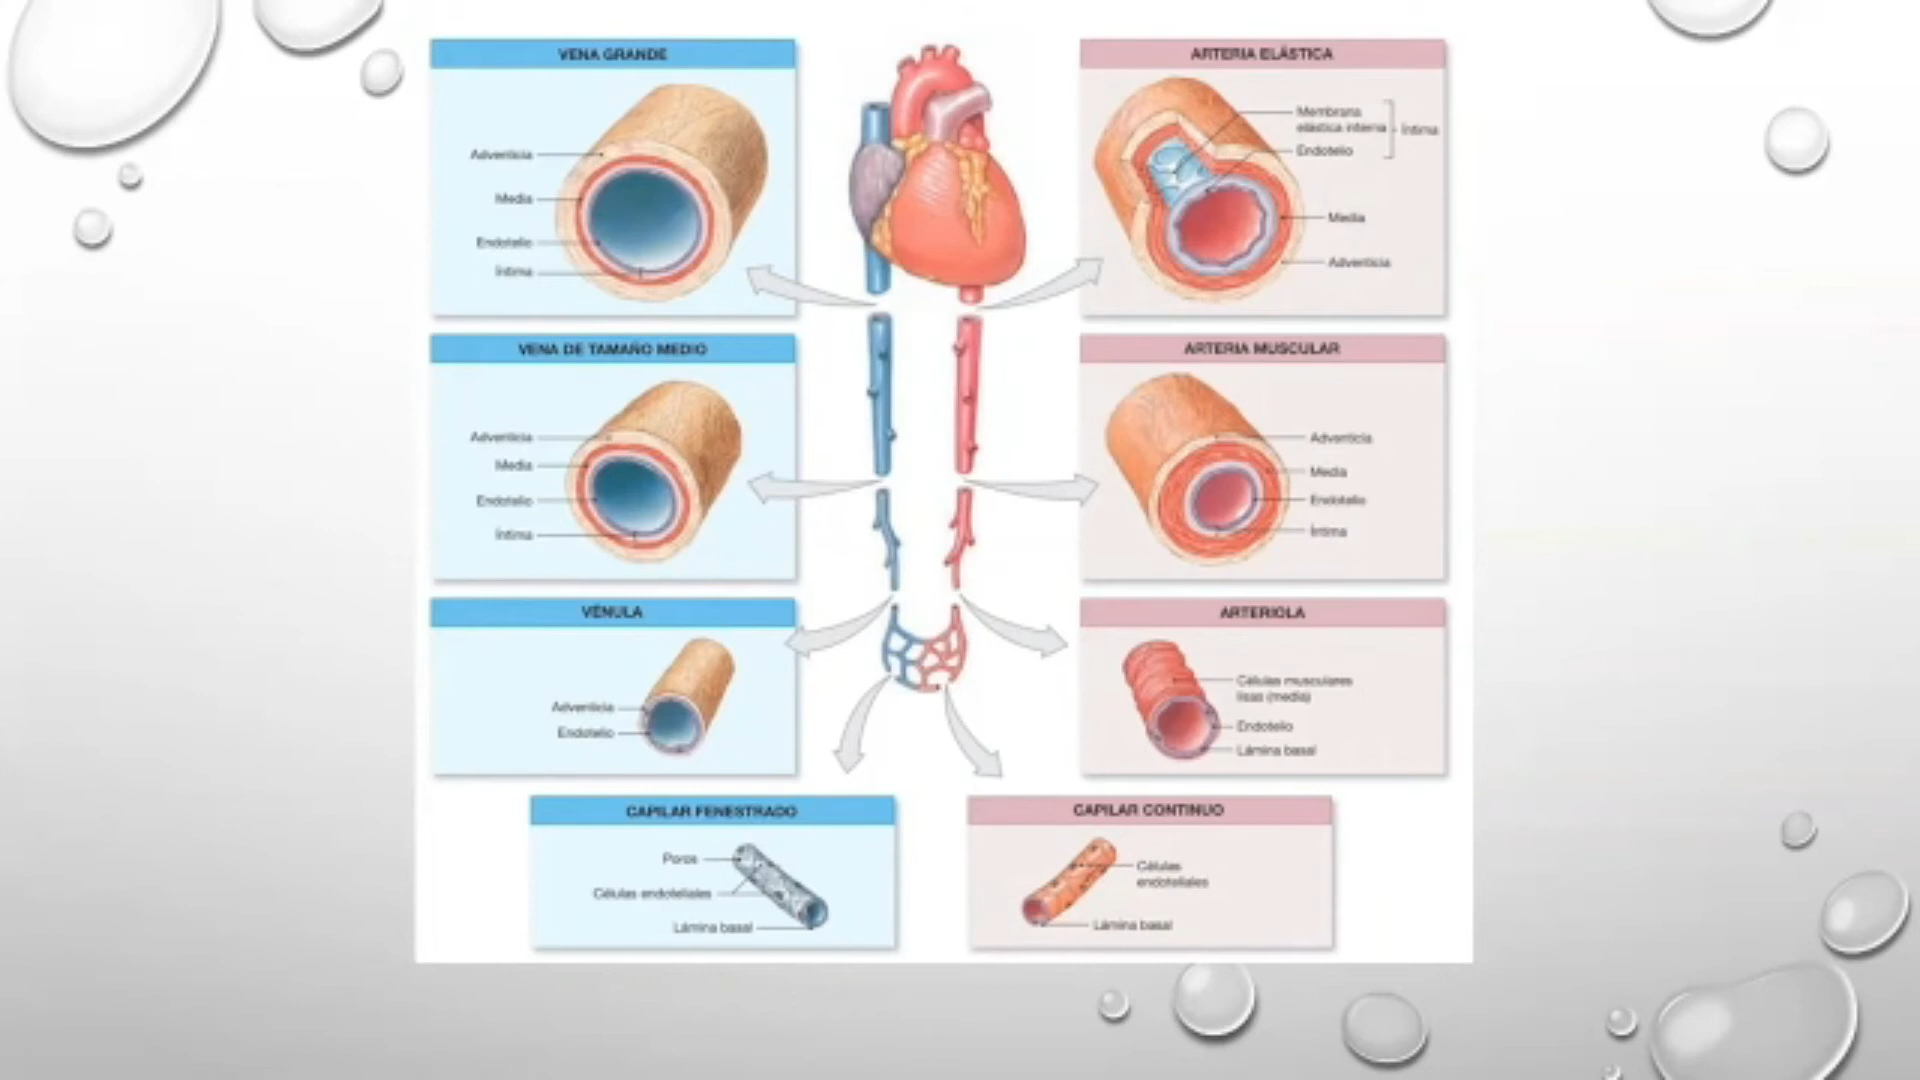 VENA GRANDE
Adventicia
Media
Endotelio
Íntima
ARTERIA ELÁSTICA
Membrana
elástica interna
Íntima
Endotelio
Media
Adventicia
VENA DE TAMAÑO MEDIO
Adventicia
Media
Endotelio
Íntima
ARTERIA MUSCULAR
Adventicia
Media
Endotelio
Íntima
VÉNULA
Adventicia
Endotelio
ARTERIOLA
Células musculares
lisas (media)
Endotelio
Lámina basal
CAPILAR FENESTRADO
Poros
Células endoteliales
Lámina basal
CAPILAR CONTINUO
Células
endoteliales
Lámina basal